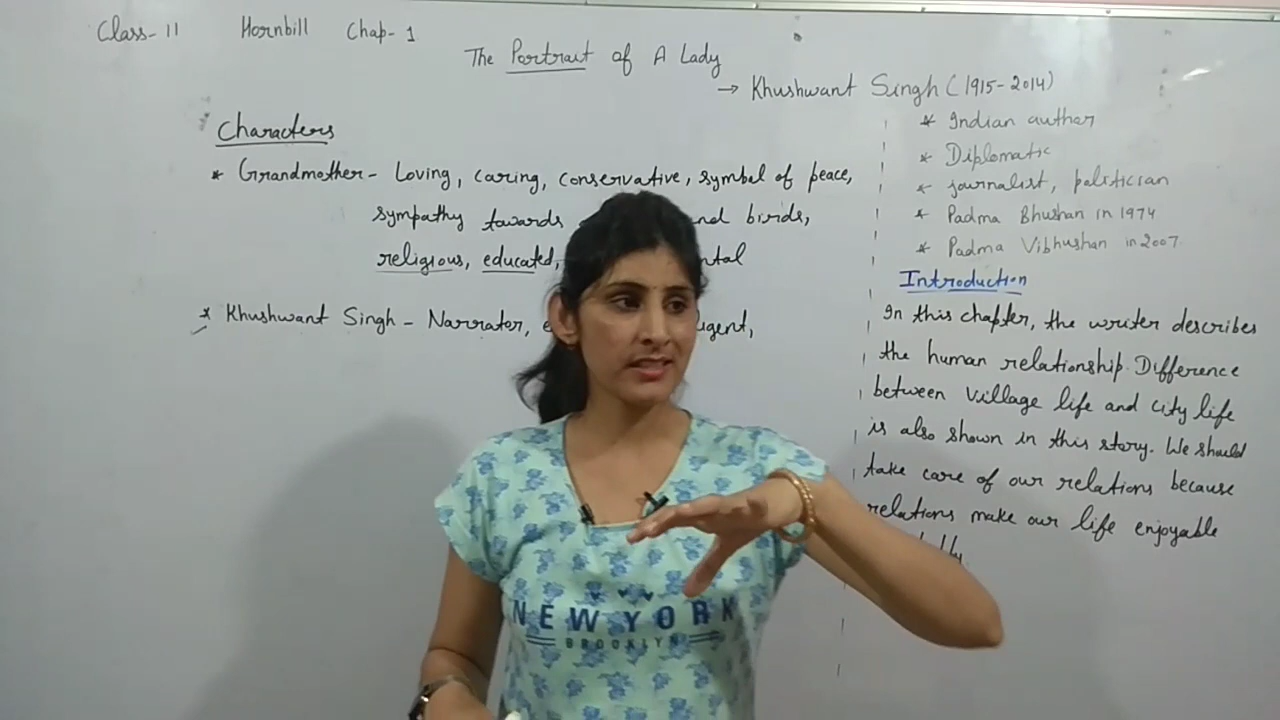 Class-11 Hornbill Chap-1
The Portrait of A Lady
→ Khushwant Singh (1915-2014)
* Indian author
* Diplomatic
* journalist, politician
* Padma Bhushan in 1974
* Padma Vibhushan in 2007
Characters
* Grandmother - Loving, caring, conservative, symbol of peace,
sympathy towards birds,
religious, educated,
* Khushwant Singh - Narrator,
Introduction
In this chapter, the writer describes
the human relationship. Difference
between village life and city life
is also shown in this story. We should
take care of our relations because
relations make our life enjoyable
NEW YORK
BROOKLYN